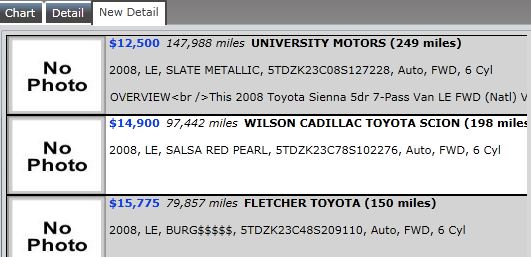 Chart Detail New Detail
No Photo
$12,500 147,988 miles UNIVERSITY MOTORS (249 miles)
2008, LE, SLATE METALLIC, 5TDZK23C08S127228, Auto, FWD, 6 Cyl
OVERVIEW<br />This 2008 Toyota Sienna 5dr 7-Pass Van LE FWD (Natl) V
No Photo
$14,900 97,442 miles WILSON CADILLAC TOYOTA SCION (198 miles
2008, LE, SALSA RED PEARL, 5TDZK23C78S102276, Auto, FWD, 6 Cyl
No Photo
$15,775 79,857 miles FLETCHER TOYOTA (150 miles)
2008, LE, BURG$$$$$, 5TDZK23C48S209110, Auto, FWD, 6 Cyl